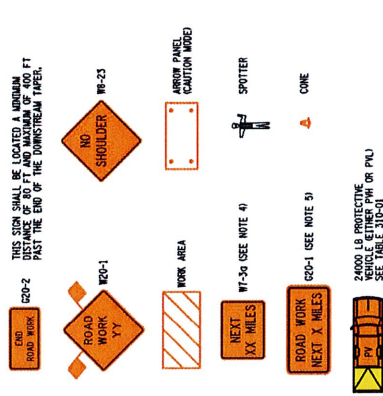 END
ROAD WORK
G20-2
THIS SIGN SHALL BE LOCATED A MINIMUM
DISTANCE OF 80 FT AND MAXIMUM OF 400 FT
PAST THE END OF THE DOWNSTREAM TAPER.
ROAD
WORK
YY
W20-1
NO
SHOULDER
W8-23
WORK AREA
ARROW PANEL
(CAUTION MODE)
NEXT
XX MILES
W7-3a (SEE NOTE 4)
SPOTTER
ROAD WORK
NEXT X MILES
G20-1 (SEE NOTE 5)
CONE
PV
24000 LB PROTECTIVE
VEHICLE (EITHER PVH OR PVL)
SEE TABLE 310-01